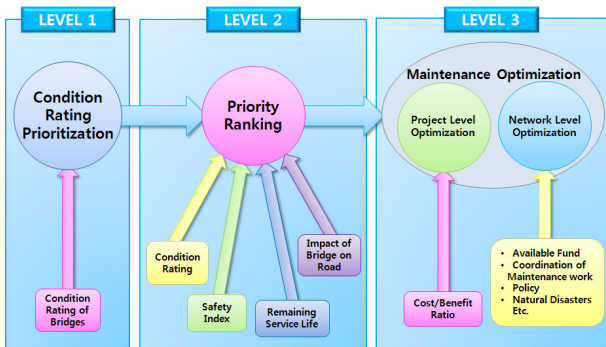 LEVEL 1
LEVEL 2
LEVEL 3
Condition
Rating
Prioritization
Condition
Rating of
Bridges
Priority
Ranking
Condition
Rating
Safety
Index
Remaining
Service Life
Impact of
Bridge on
Road
Maintenance Optimization
Project Level
Optimization
Network Level
Optimization
Cost/Benefit
Ratio
• Available Fund
• Coordination of
Maintenance work
• Policy
• Natural Disasters
Etc.